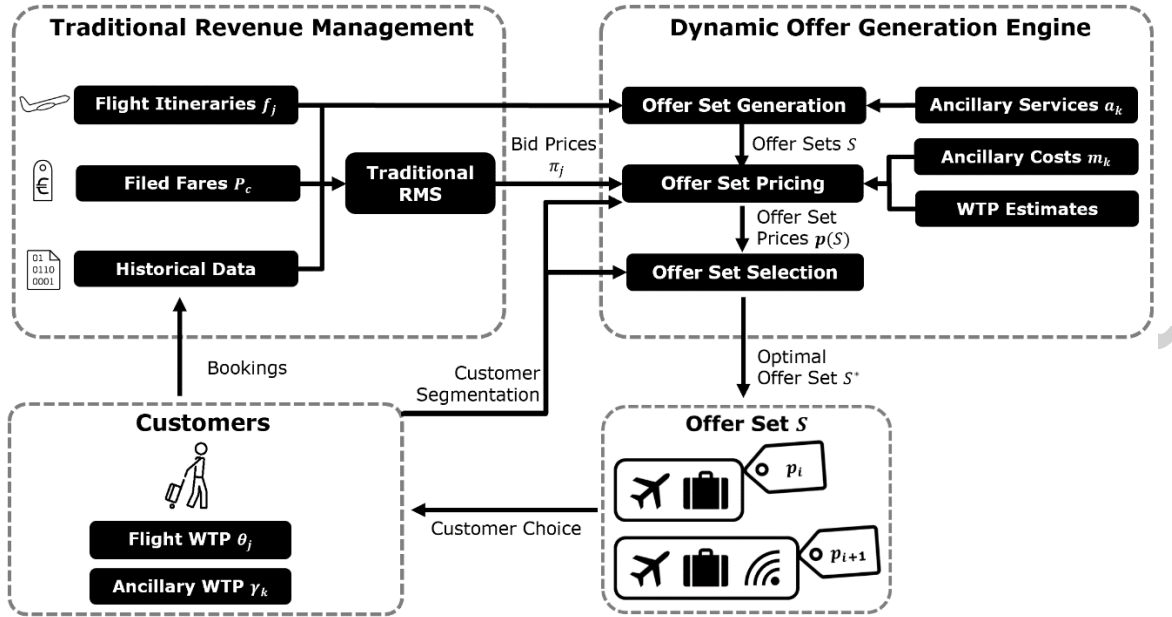 Traditional Revenue Management
Flight Itineraries f_j
Filed Fares P_c
€
01
0110
0001
Historical Data
Traditional
RMS
Bid Prices
π_j
Dynamic Offer Generation Engine
Offer Set Generation
Ancillary Services a_k
Offer Sets S
Ancillary Costs m_k
Offer Set Pricing
WTP Estimates
Offer Set
Prices p(S)
Offer Set Selection
Bookings
Customer
Segmentation
Optimal
Offer Set S*
Customers
Flight WTP θ_j
Ancillary WTP γ_k
Customer Choice
Offer Set S
p_i
p_{i+1}